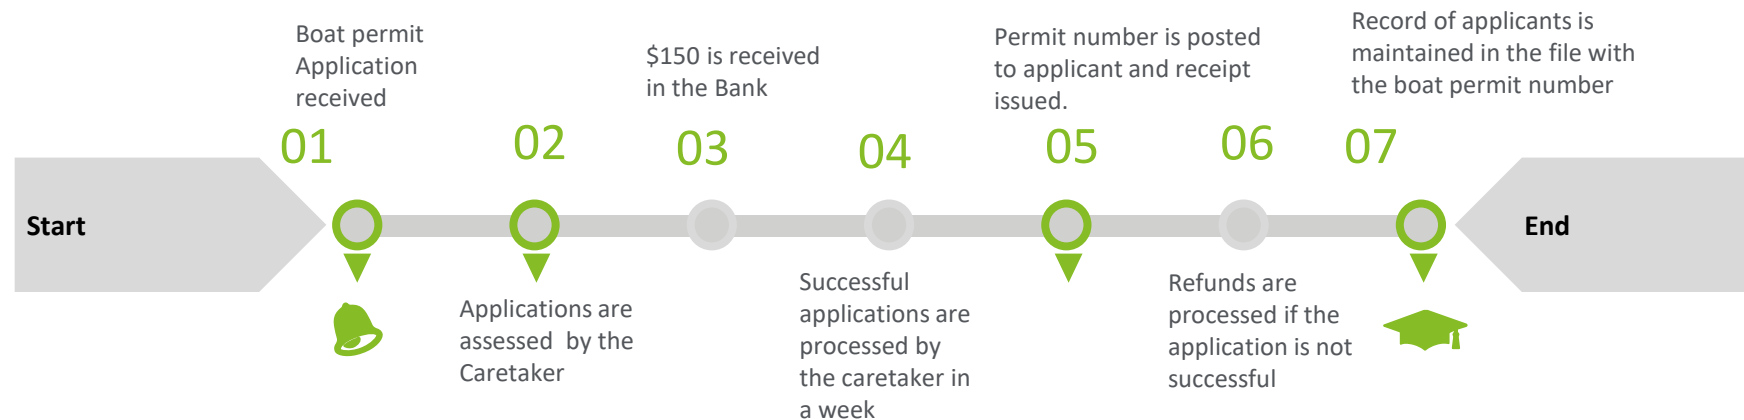 Start
01
Boat permit
Application
received
02
Applications are
assessed  by the
Caretaker
03
$150 is received
in the Bank
04
Successful
applications are
processed by
the caretaker in
a week
05
Permit number is posted
to applicant and receipt
issued.
06
Refunds are
processed if the
application is not
successful
07
Record of applicants is
maintained in the file with
the boat permit number
End